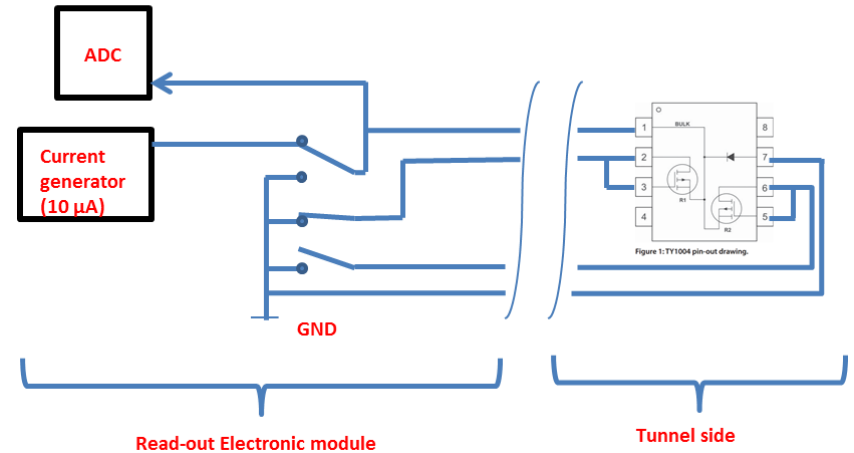 ADC
Current
generator
(10 µA)
GND
BULK
1
2
3
4
8
7
6
5
R1
R2
Figure 1: TY1004 pin-out drawing.
Read-out Electronic module
Tunnel side